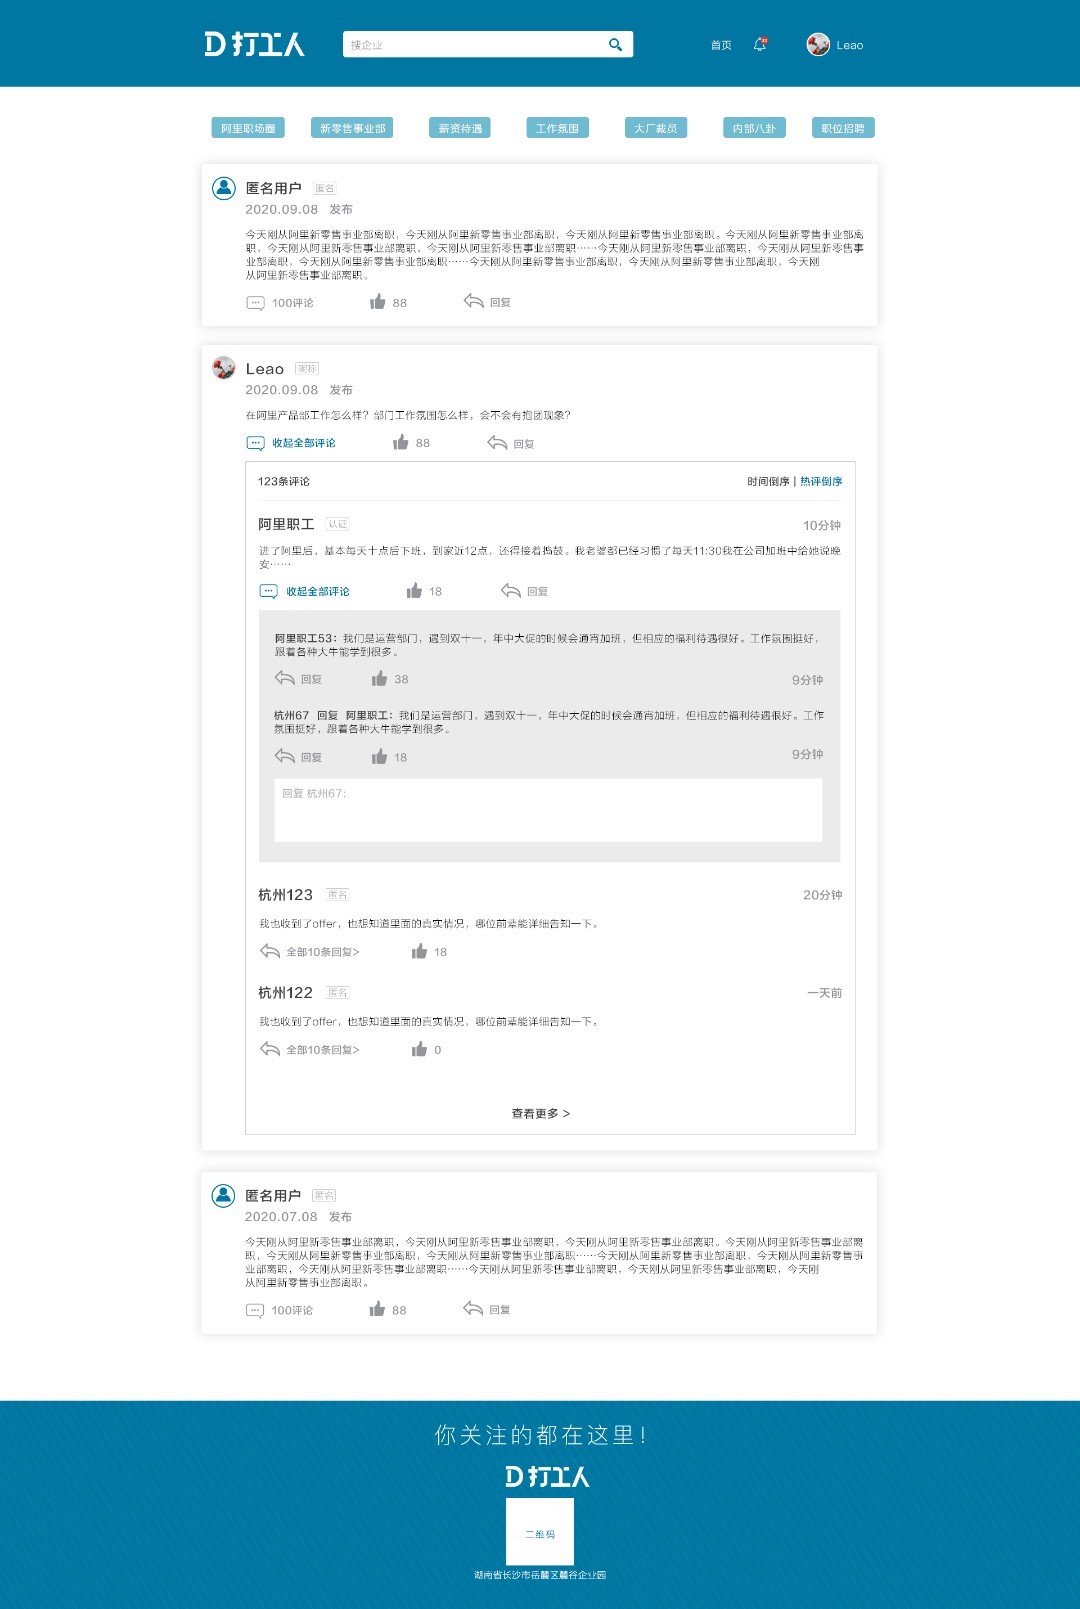 D 打工人
搜企业
首页
Leao
阿里职场圈 新零售事业部 薪资待遇 工作氛围 大厂裁员 内部八卦 职位招聘
匿名用户 匿名
2020.09.08 发布
今天刚从阿里新零售事业部离职，今天刚从阿里新零售事业部离职，今天刚从阿里新零售事业部离职。今天刚从阿里新零售事业部离
职，今天刚从阿里新零售事业部离职，今天刚从阿里新零售事业部离职……今天刚从阿里新零售事业部离职，今天刚从阿里新零售事
业部离职，今天刚从阿里新零售事业部离职……今天刚从阿里新零售事业部离职，今天刚从阿里新零售事业部离职，今天刚
从阿里新零售事业部离职。
100评论 88 回复
Leao 昵称
2020.09.08 发布
在阿里产品部工作怎么样？部门工作氛围怎么样，会不会有抱团现象？
收起全部评论 88 回复
123条评论 时间倒序 | 热评倒序
阿里职工 认证 10分钟
进了阿里后，基本每天十点后下班，到家近12点，还得接着捣鼓。我老婆都已经习惯了每天11:30我在公司加班中给她说晚
安……
收起全部评论 18 回复
阿里职工53：我们是运营部门，遇到双十一，年中大促的时候会通宵加班，但相应的福利待遇很好。工作氛围挺好，
跟着各种大牛能学到很多。
回复 38 9分钟
杭州67 回复 阿里职工：我们是运营部门，遇到双十一，年中大促的时候会通宵加班，但相应的福利待遇很好。工作
氛围挺好，跟着各种大牛能学到很多。
回复 18 9分钟
回复 杭州67：
杭州123 匿名 20分钟
我也收到了offer，也想知道里面的真实情况，哪位前辈能详细告知一下。
全部10条回复> 18
杭州122 匿名 一天前
我也收到了offer，也想知道里面的真实情况，哪位前辈能详细告知一下。
全部10条回复> 0
查看更多 >
匿名用户 匿名
2020.07.08 发布
今天刚从阿里新零售事业部离职，今天刚从阿里新零售事业部离职，今天刚从阿里新零售事业部离职。今天刚从阿里新零售事业部离
职，今天刚从阿里新零售事业部离职，今天刚从阿里新零售事业部离职……今天刚从阿里新零售事业部离职，今天刚从阿里新零售事
业部离职，今天刚从阿里新零售事业部离职……今天刚从阿里新零售事业部离职，今天刚从阿里新零售事业部离职，今天刚
从阿里新零售事业部离职。
100评论 88 回复
你关注的都在这里！
D 打工人
二维码
湖南省长沙市岳麓区麓谷企业园